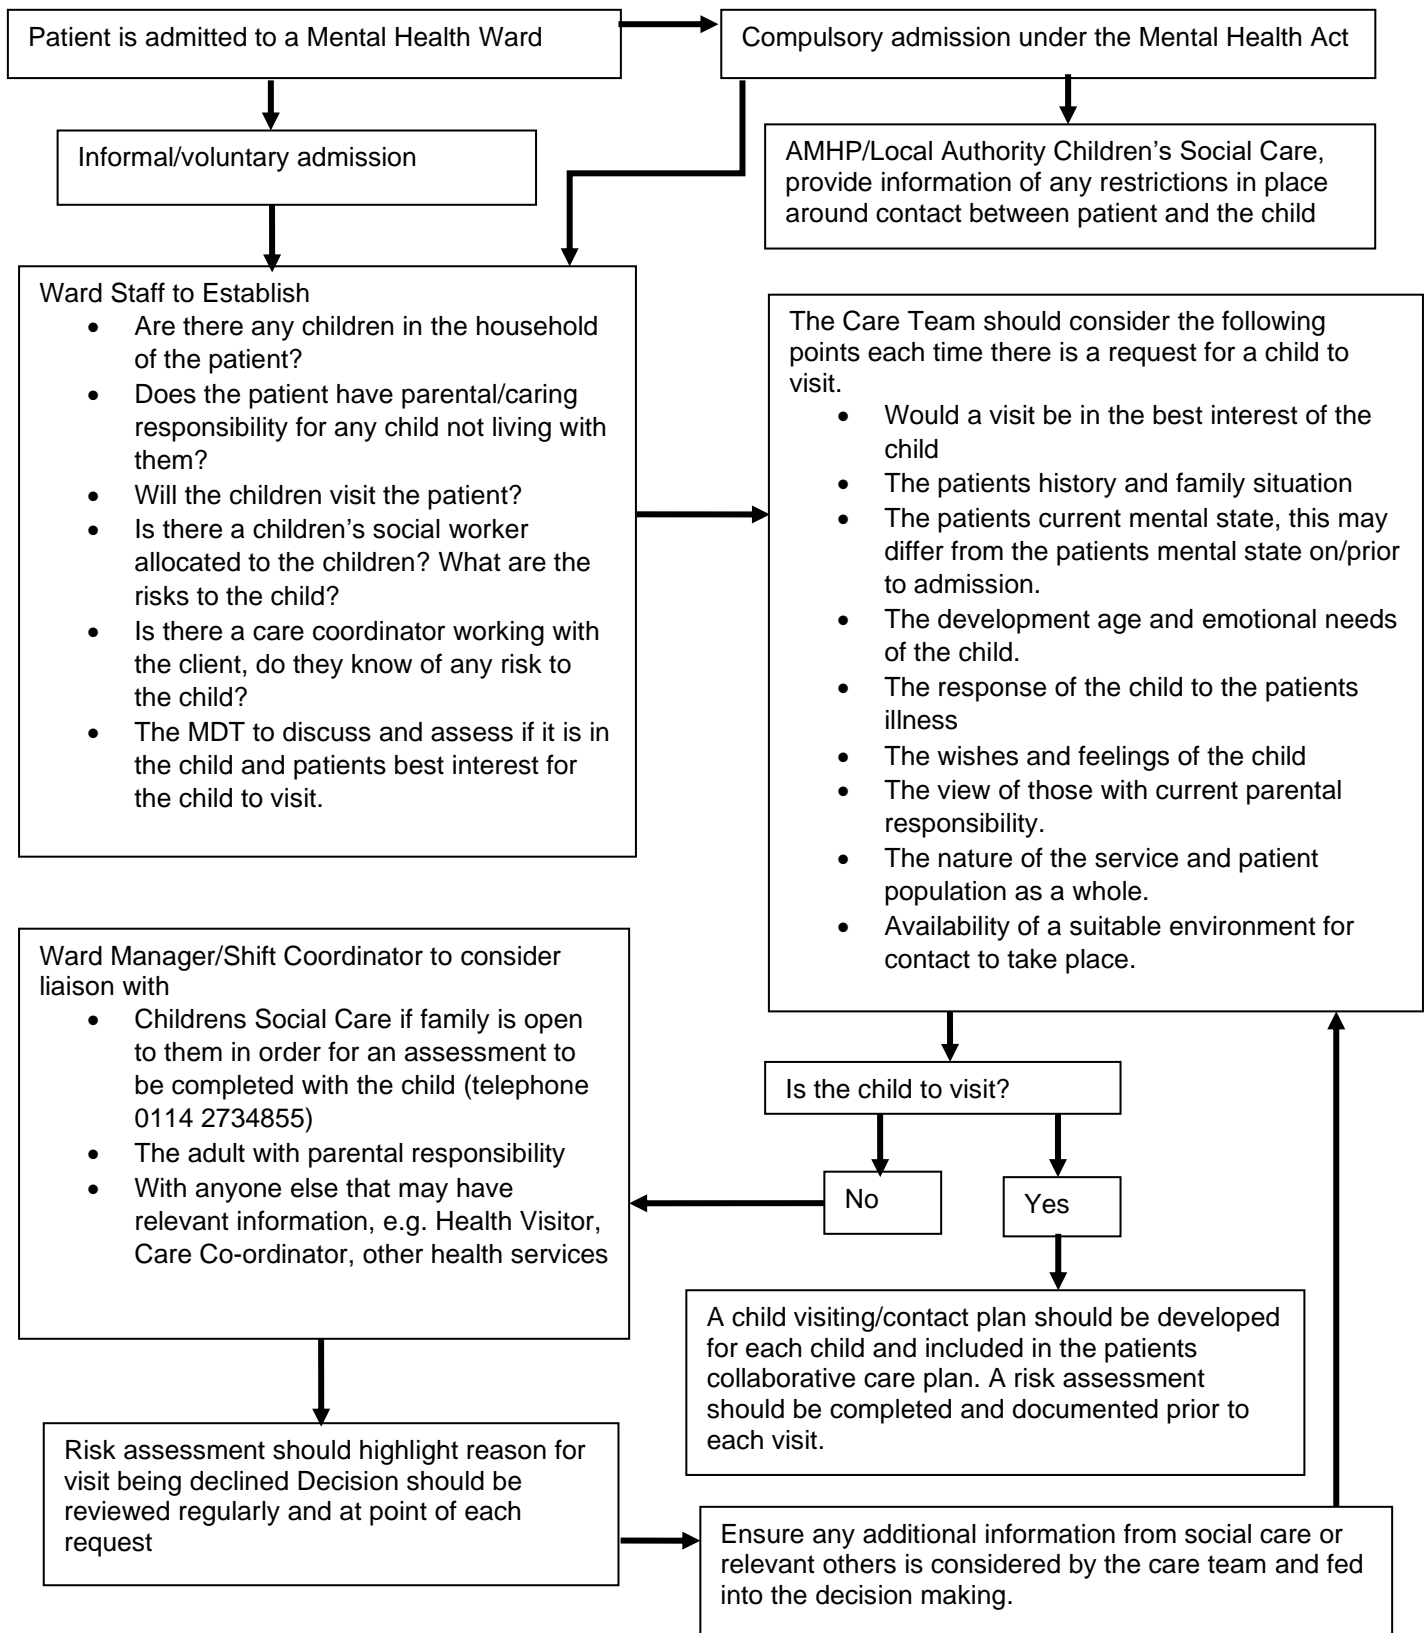 Patient is admitted to a Mental Health Ward
Compulsory admission under the Mental Health Act
Informal/voluntary admission
AMHP/Local Authority Children’s Social Care,
provide information of any restrictions in place
around contact between patient and the child
Ward Staff to Establish
• Are there any children in the household
of the patient?
• Does the patient have parental/caring
responsibility for any child not living with
them?
• Will the children visit the patient?
• Is there a children’s social worker
allocated to the children? What are the
risks to the child?
• Is there a care coordinator working with
the client, do they know of any risk to
the child?
• The MDT to discuss and assess if it is in
the child and patients best interest for
the child to visit.
The Care Team should consider the following
points each time there is a request for a child to
visit.
• Would a visit be in the best interest of the
child
• The patients history and family situation
• The patients current mental state, this may
differ from the patients mental state on/prior
to admission.
• The development age and emotional needs
of the child.
• The response of the child to the patients
illness
• The wishes and feelings of the child
• The view of those with current parental
responsibility.
• The nature of the service and patient
population as a whole.
• Availability of a suitable environment for
contact to take place.
Is the child to visit?
No
Yes
Ward Manager/Shift Coordinator to consider
liaison with
• Childrens Social Care if family is open
to them in order for an assessment to
be completed with the child (telephone
0114 2734855)
• The adult with parental responsibility
• With anyone else that may have
relevant information, e.g. Health Visitor,
Care Co-ordinator, other health services
A child visiting/contact plan should be developed
for each child and included in the patients
collaborative care plan. A risk assessment
should be completed and documented prior to
each visit.
Risk assessment should highlight reason for
visit being declined Decision should be
reviewed regularly and at point of each
request
Ensure any additional information from social care or
relevant others is considered by the care team and fed
into the decision making.